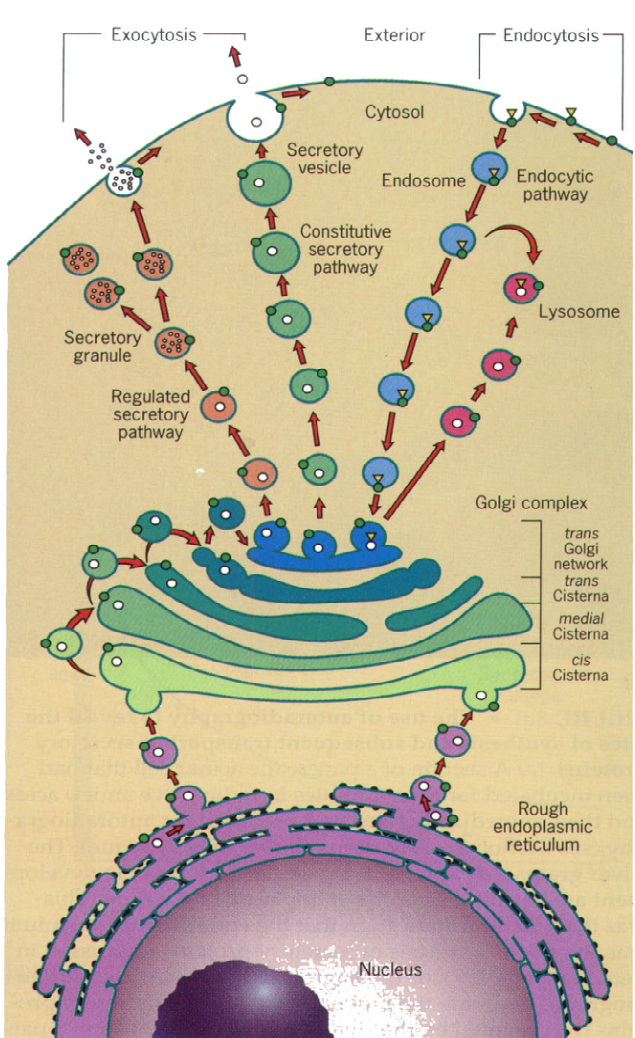 Exocytosis
Exterior
Endocytosis
Cytosol
Secretory
vesicle
Endosome
Endocytic
pathway
Constitutive
secretory
pathway
Lysosome
Secretory
granule
Regulated
secretory
pathway
Golgi complex
trans
Golgi
network
trans
Cisterna
medial
Cisterna
cis
Cisterna
Rough
endoplasmic
reticulum
Nucleus